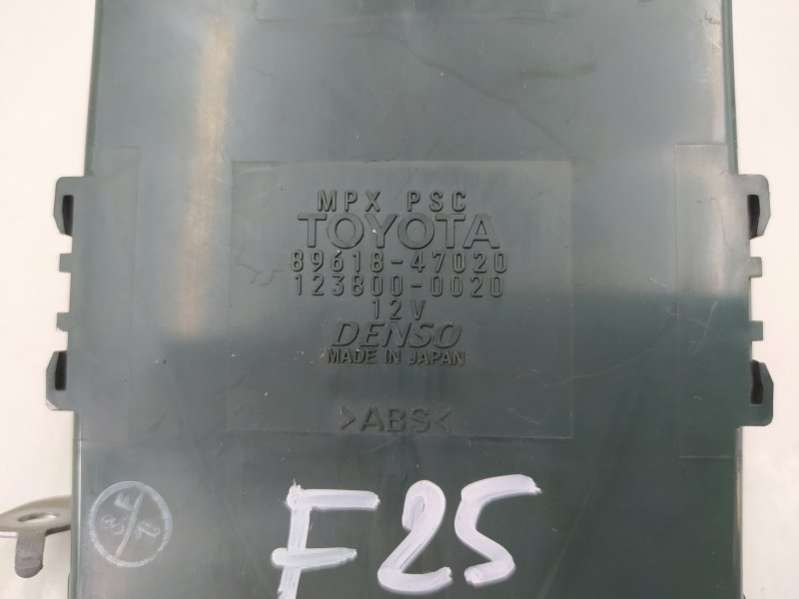 MPX PSC
TOYOTA
89618-47020
123800-0020
12V
DENSO
MADE IN JAPAN
>ABS<
F25